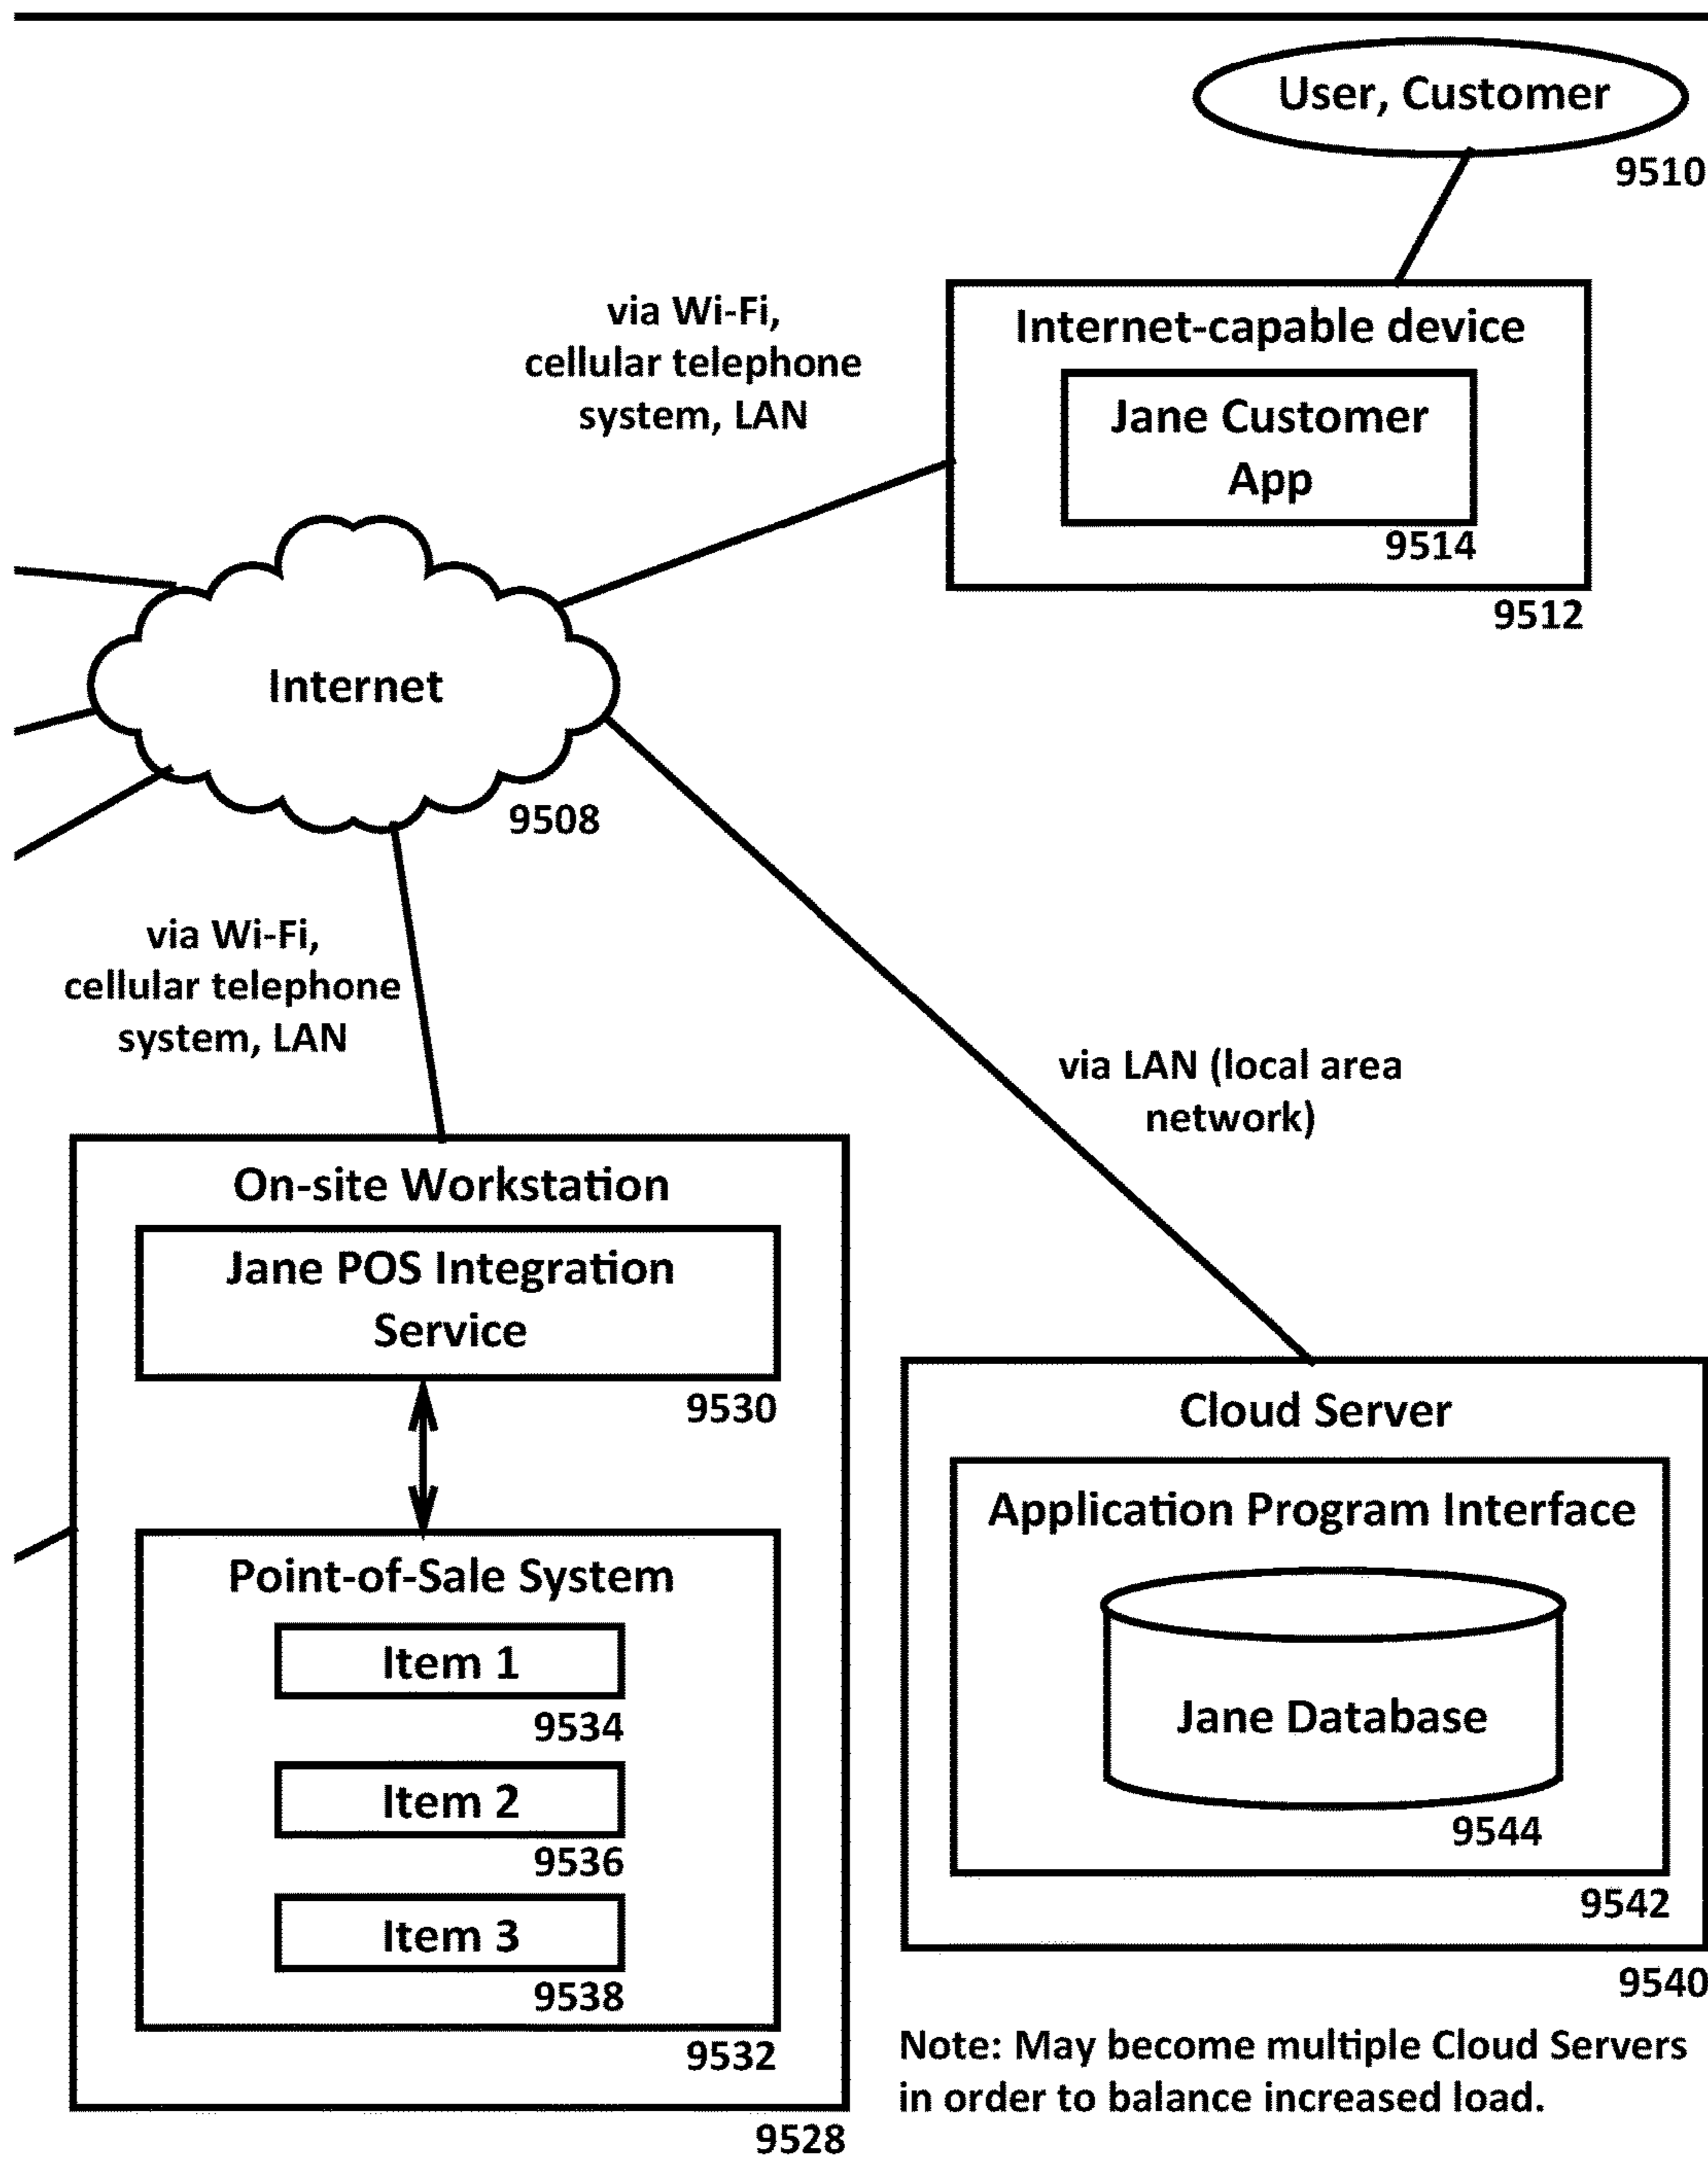 User, Customer
9510
Internet-capable device
Jane Customer
App
9514
9512
via Wi-Fi,
cellular telephone
system, LAN
Internet
9508
via Wi-Fi,
cellular telephone
system, LAN
via LAN (local area
network)
On-site Workstation
Jane POS Integration
Service
9530
Point-of-Sale System
Item 1
9534
Item 2
9536
Item 3
9538
9532
9528
Cloud Server
Application Program Interface
Jane Database
9544
9542
9540
Note: May become multiple Cloud Servers
in order to balance increased load.